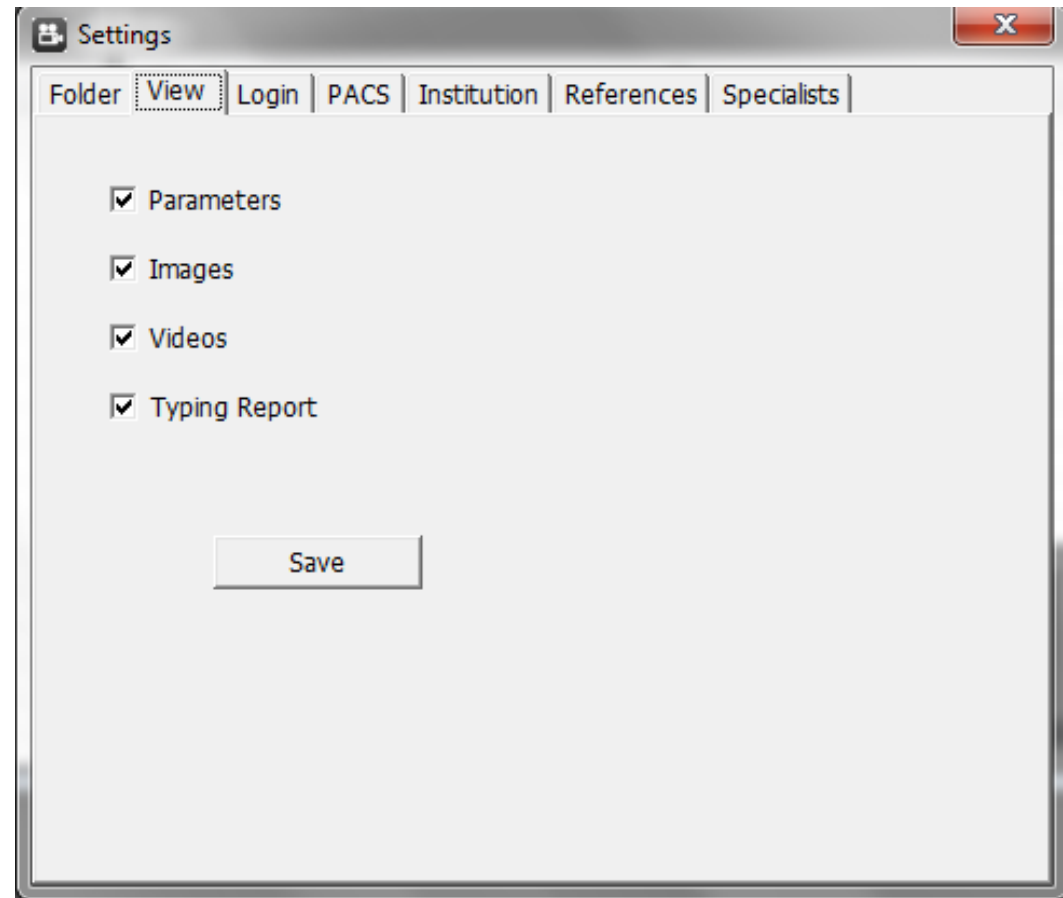 Settings
Folder View Login PACS Institution References Specialists
Parameters
Images
Videos
Typing Report
Save